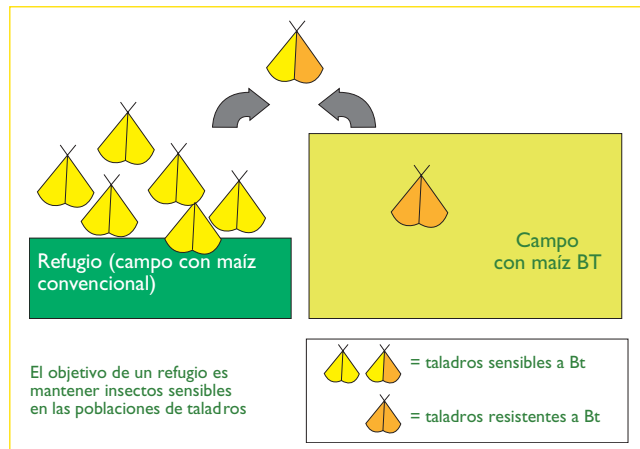 Refugio (campo con maíz
convencional)
Campo
con maíz BT
El objetivo de un refugio es
mantener insectos sensibles
en las poblaciones de taladros
= taladros sensibles a Bt
= taladros resistentes a Bt